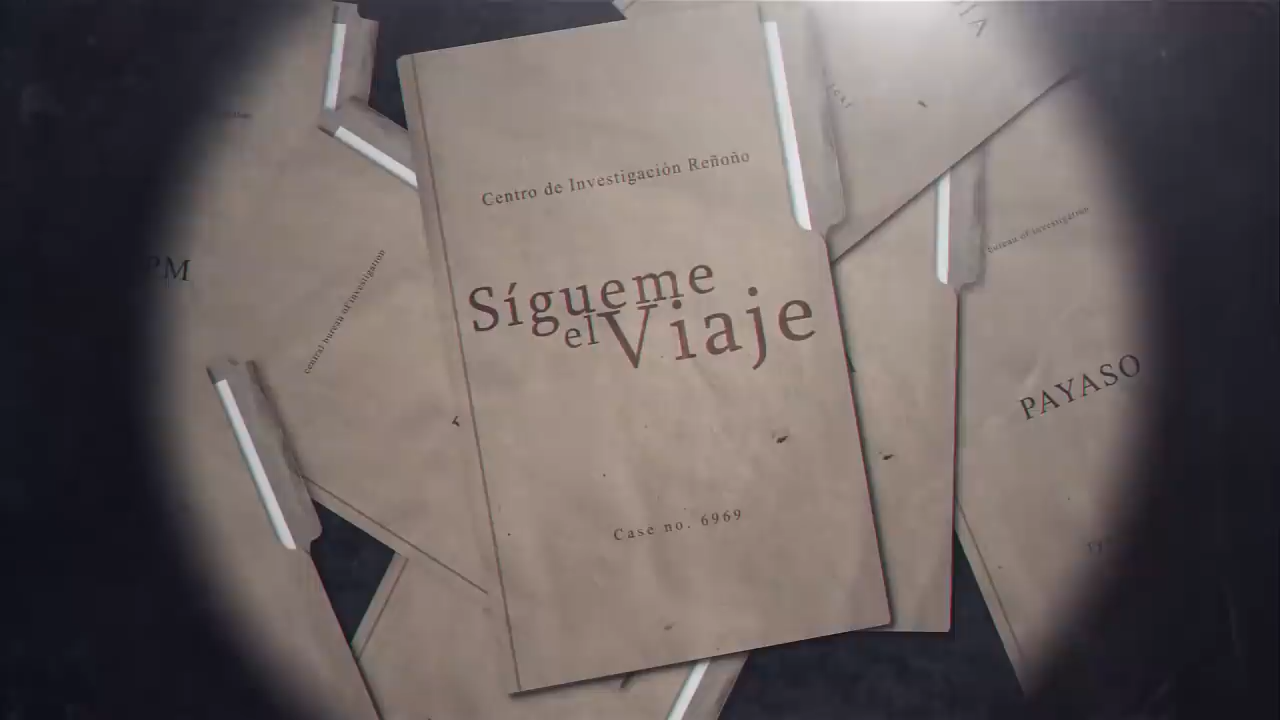 Centro de Investigación Reñoño
Sígueme
el Viaje
Case no. 6969
PM
central bureau of investigation
bureau of investigation
PAYASO